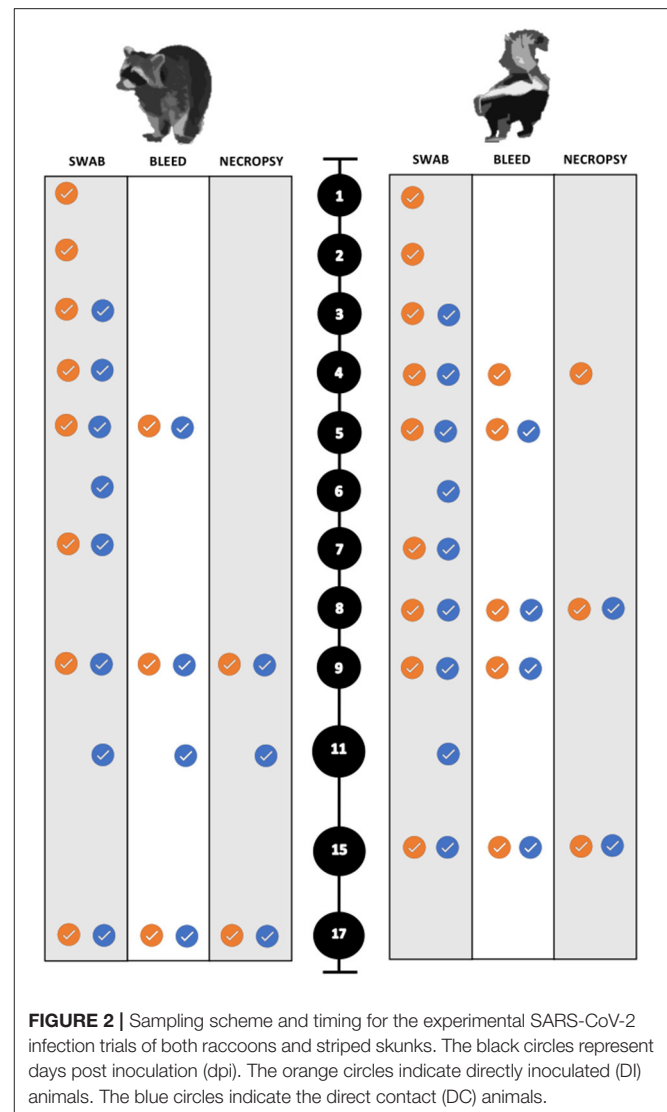 SWAB BLEED NECROPSY
SWAB BLEED NECROPSY
1
2
3
4
5
6
7
8
9
11
15
17
FIGURE 2 | Sampling scheme and timing for the experimental SARS-CoV-2
infection trials of both raccoons and striped skunks. The black circles represent
days post inoculation (dpi). The orange circles indicate directly inoculated (DI)
animals. The blue circles indicate the direct contact (DC) animals.